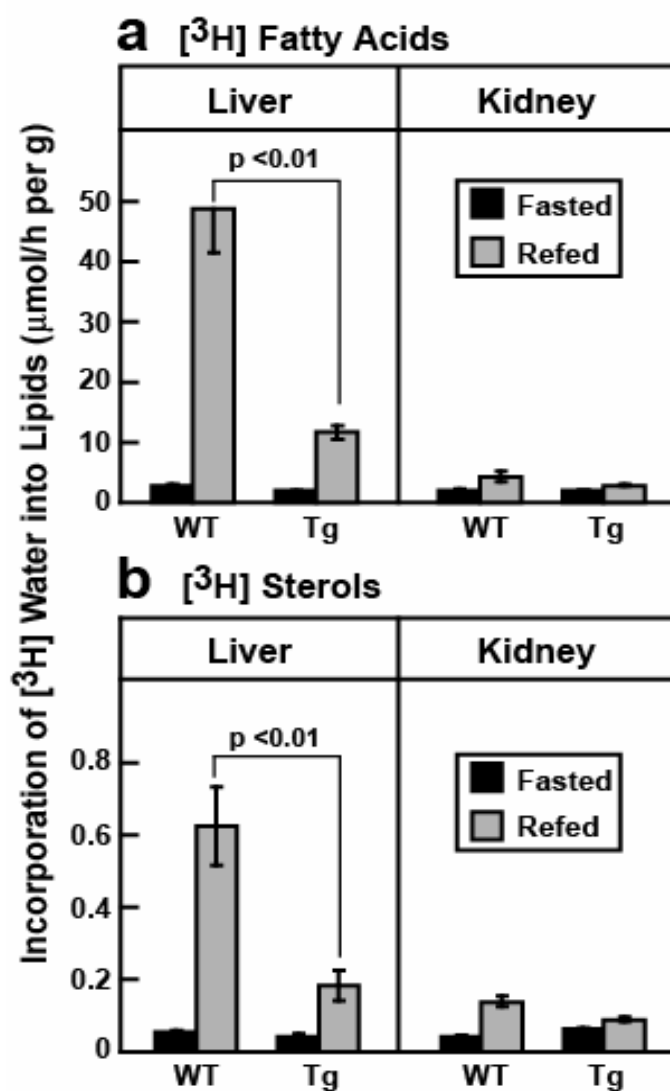 a [³H] Fatty Acids
Liver Kidney
p <0.01
Fasted
Refed
50
40
30
20
10
0
WT Tg WT Tg
b [³H] Sterols
Liver Kidney
p <0.01
Fasted
Refed
0.8
0.6
0.4
0.2
0
WT Tg WT Tg
Incorporation of [³H] Water into Lipids (μmol/h per g)